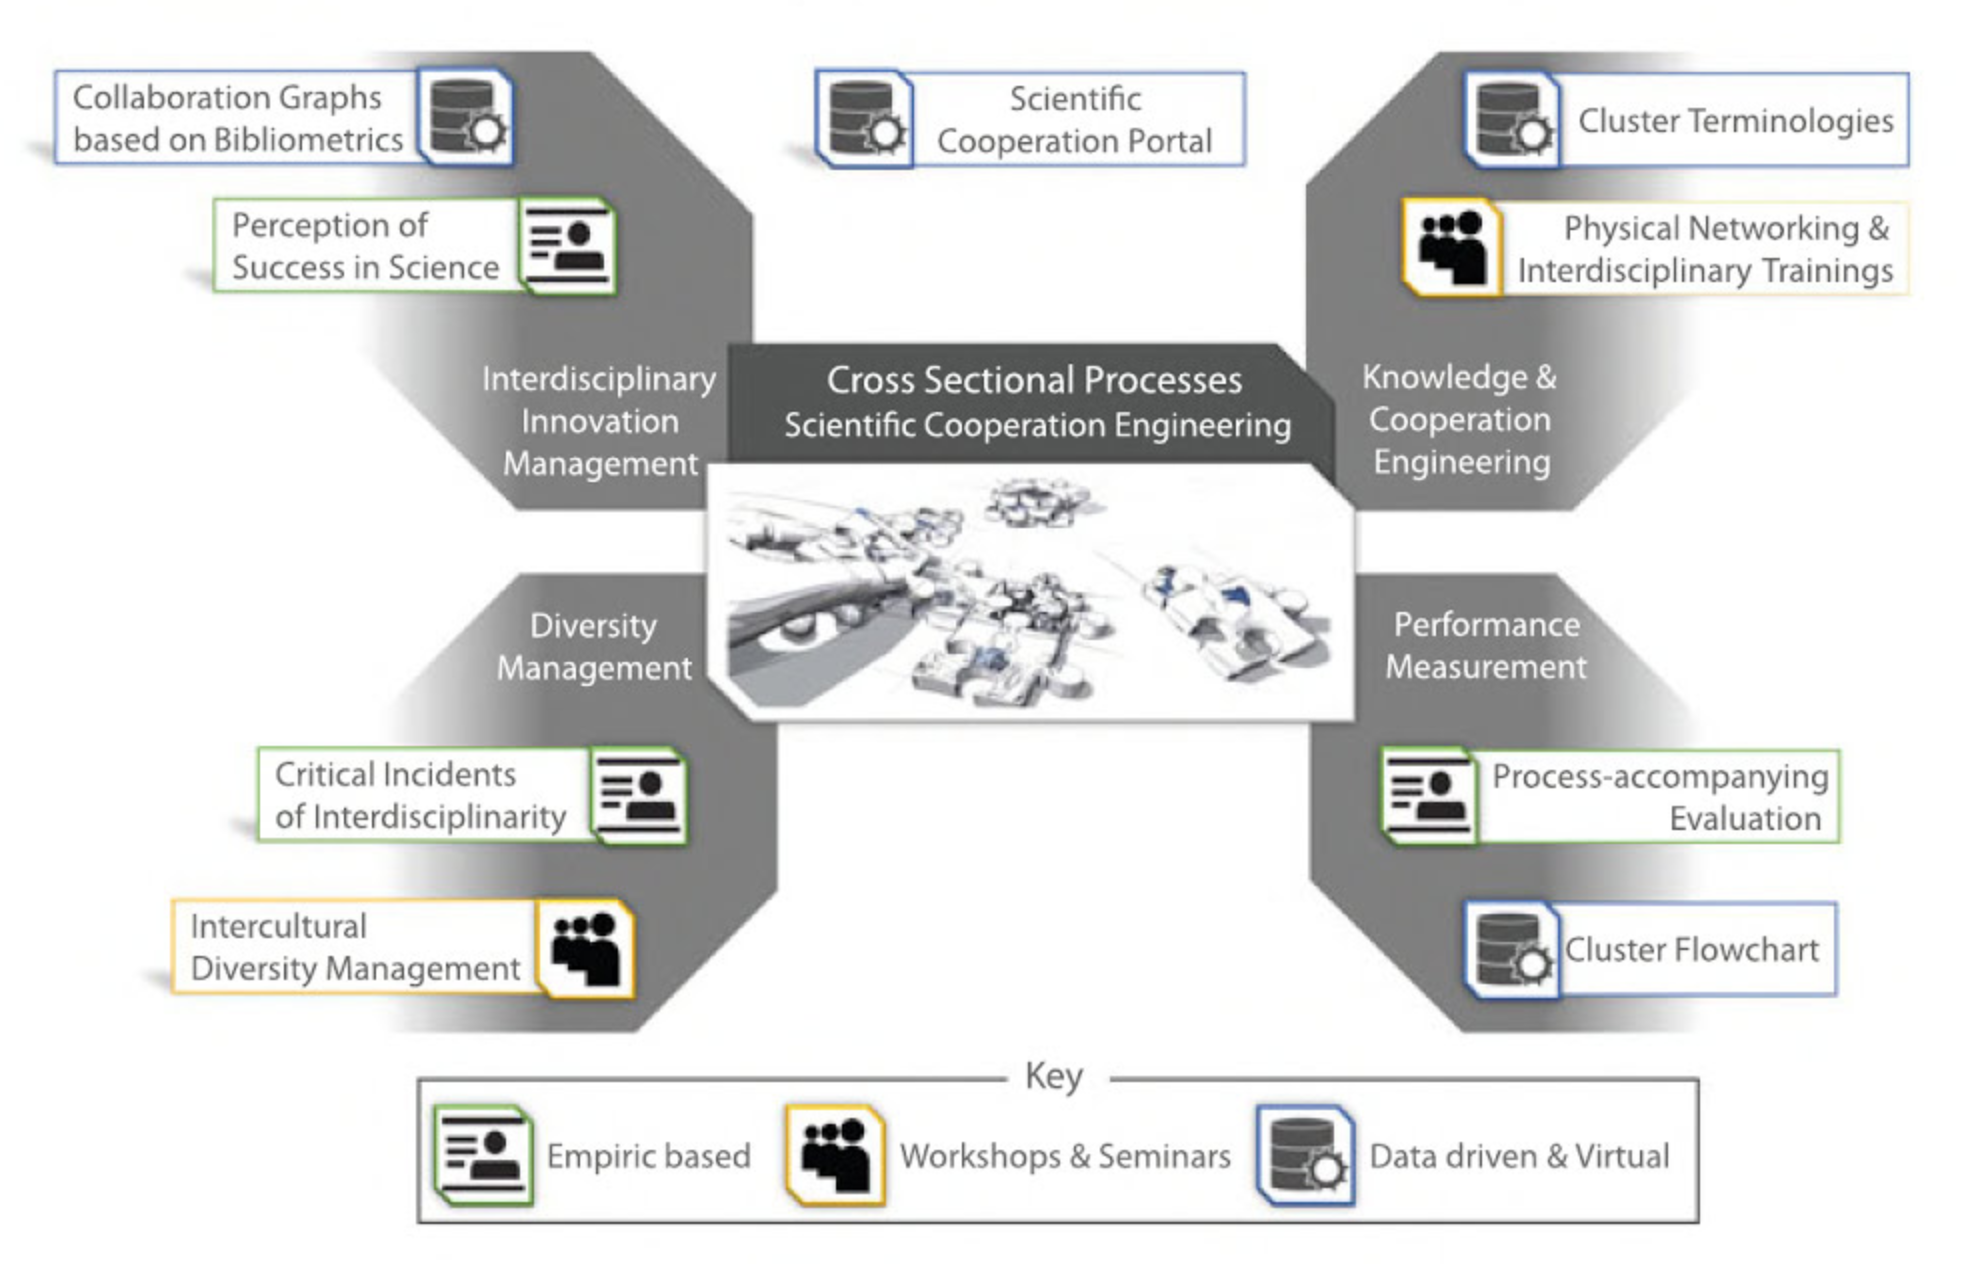 Collaboration Graphs
based on Bibliometrics
Scientific
Cooperation Portal
Cluster Terminologies
Perception of
Success in Science
Physical Networking &
Interdisciplinary Trainings
Interdisciplinary
Innovation
Management
Cross Sectional Processes
Scientific Cooperation Engineering
Knowledge &
Cooperation
Engineering
Diversity
Management
Performance
Measurement
Critical Incidents
of Interdisciplinarity
Process-accompanying
Evaluation
Intercultural
Diversity Management
Cluster Flowchart
Key
Empiric based
Workshops & Seminars
Data driven & Virtual